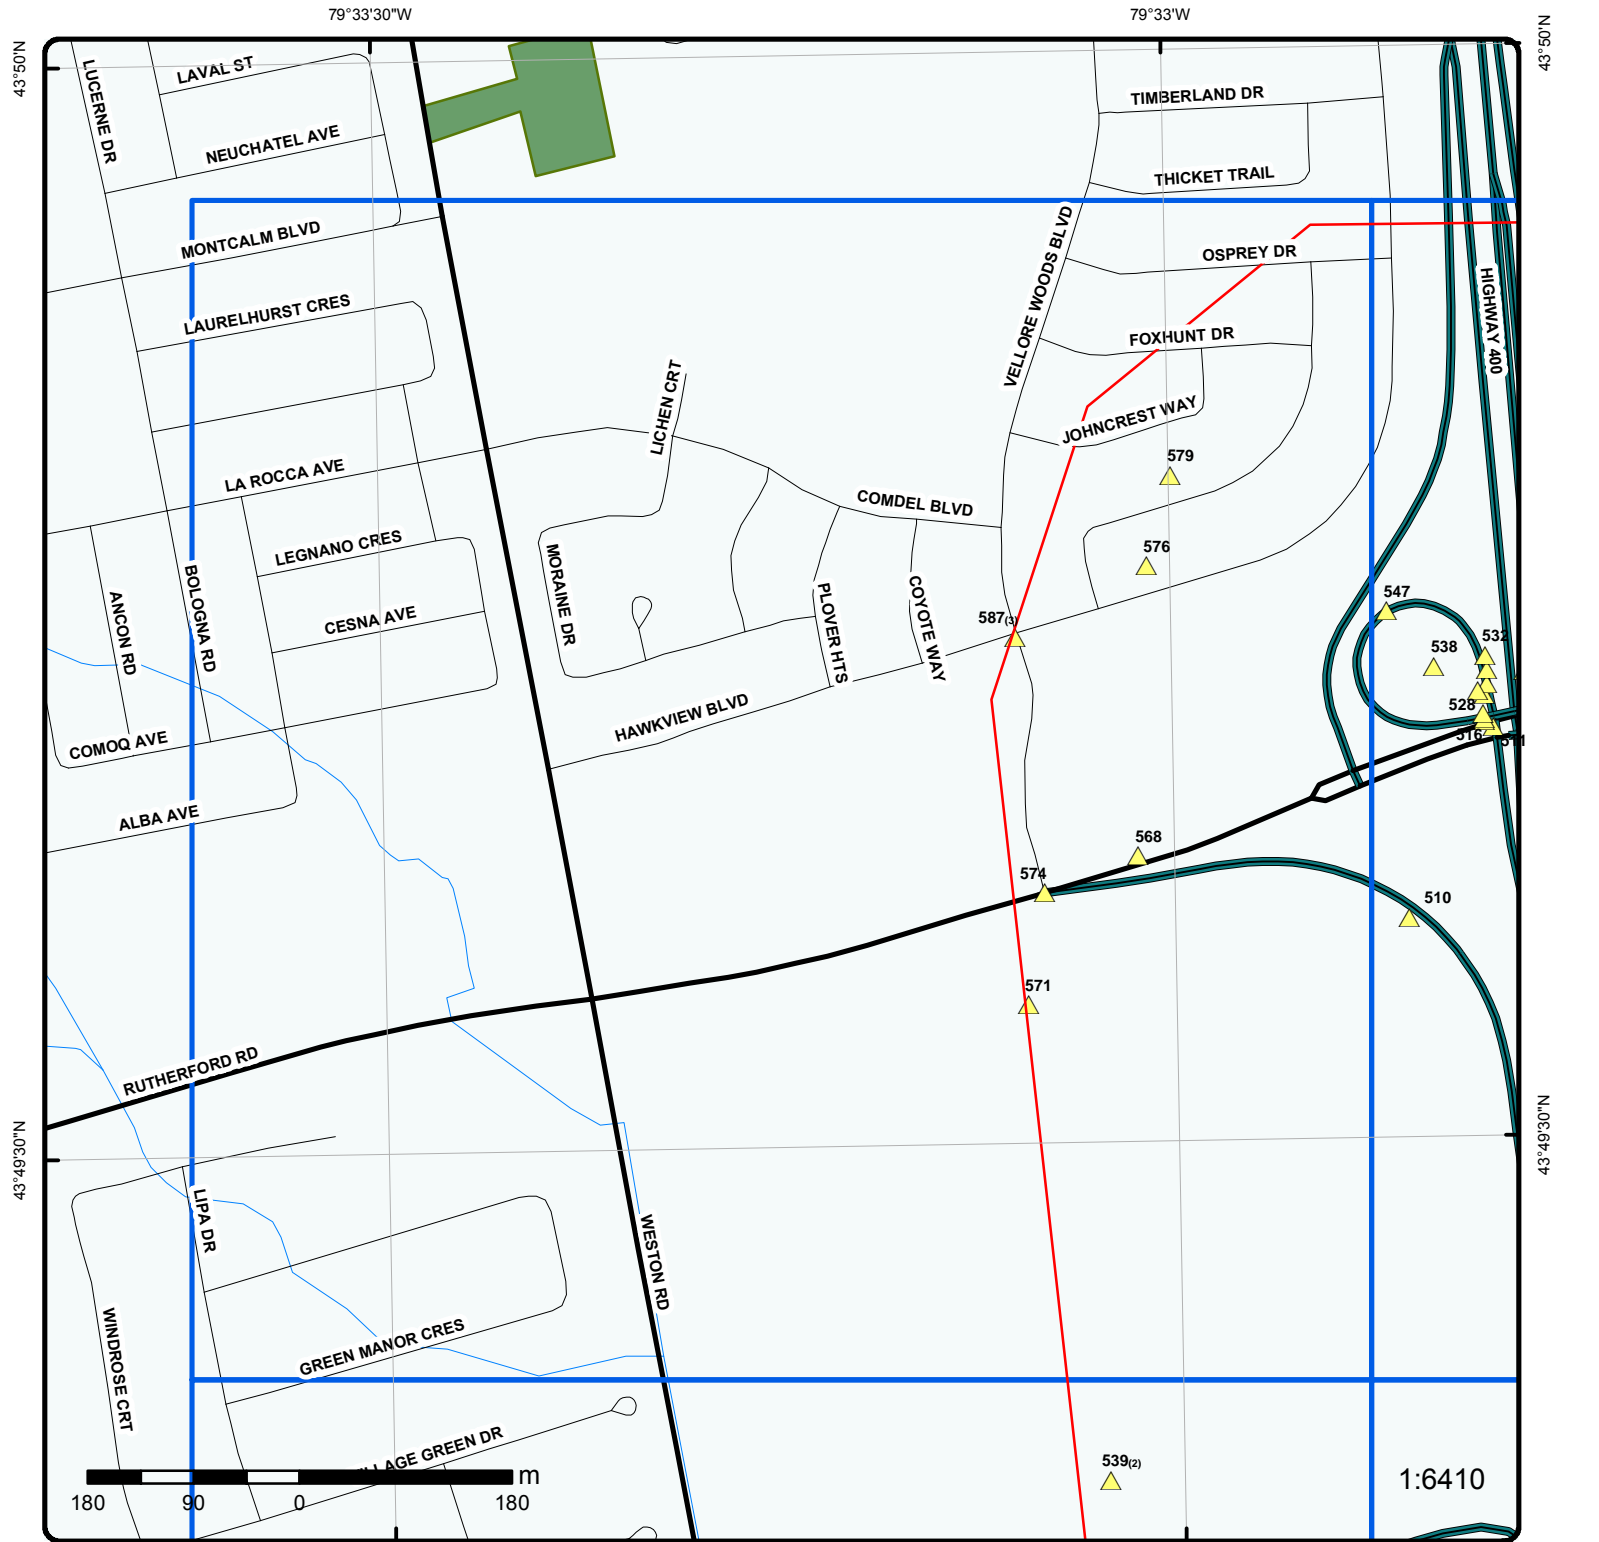 79°33'30"W
79°33'W
43°50'N
43°50'N
LUCERNE DR
LAVAL ST
NEUCHATEL AVE
TIMBERLAND DR
THICKET TRAIL
MONTCALM BLVD
VELLORE WOODS BLVD
OSPREY DR
HIGHWAY 400
LAURELHURST CRES
FOXHUNT DR
LICHEN CRT
JOHNCREST WAY
579
LA ROCCA AVE
COMDEL BLVD
LEGNANO CRES
MORAINE DR
576
ANCON RD
BOLOGNA RD
CESNA AVE
PLOVER HTS
COYOTE WAY
547
587(3)
532
538
528
HAWKVIEW BLVD
COMOQ AVE
516
511
ALBA AVE
568
574
510
571
RUTHERFORD RD
43°49'30"N
43°49'30"N
LIPA DR
WESTON RD
WINDROSE CRT
GREEN MANOR CRES
ILLAGE GREEN DR
539(2)
m
180
90
0
180
1:6410